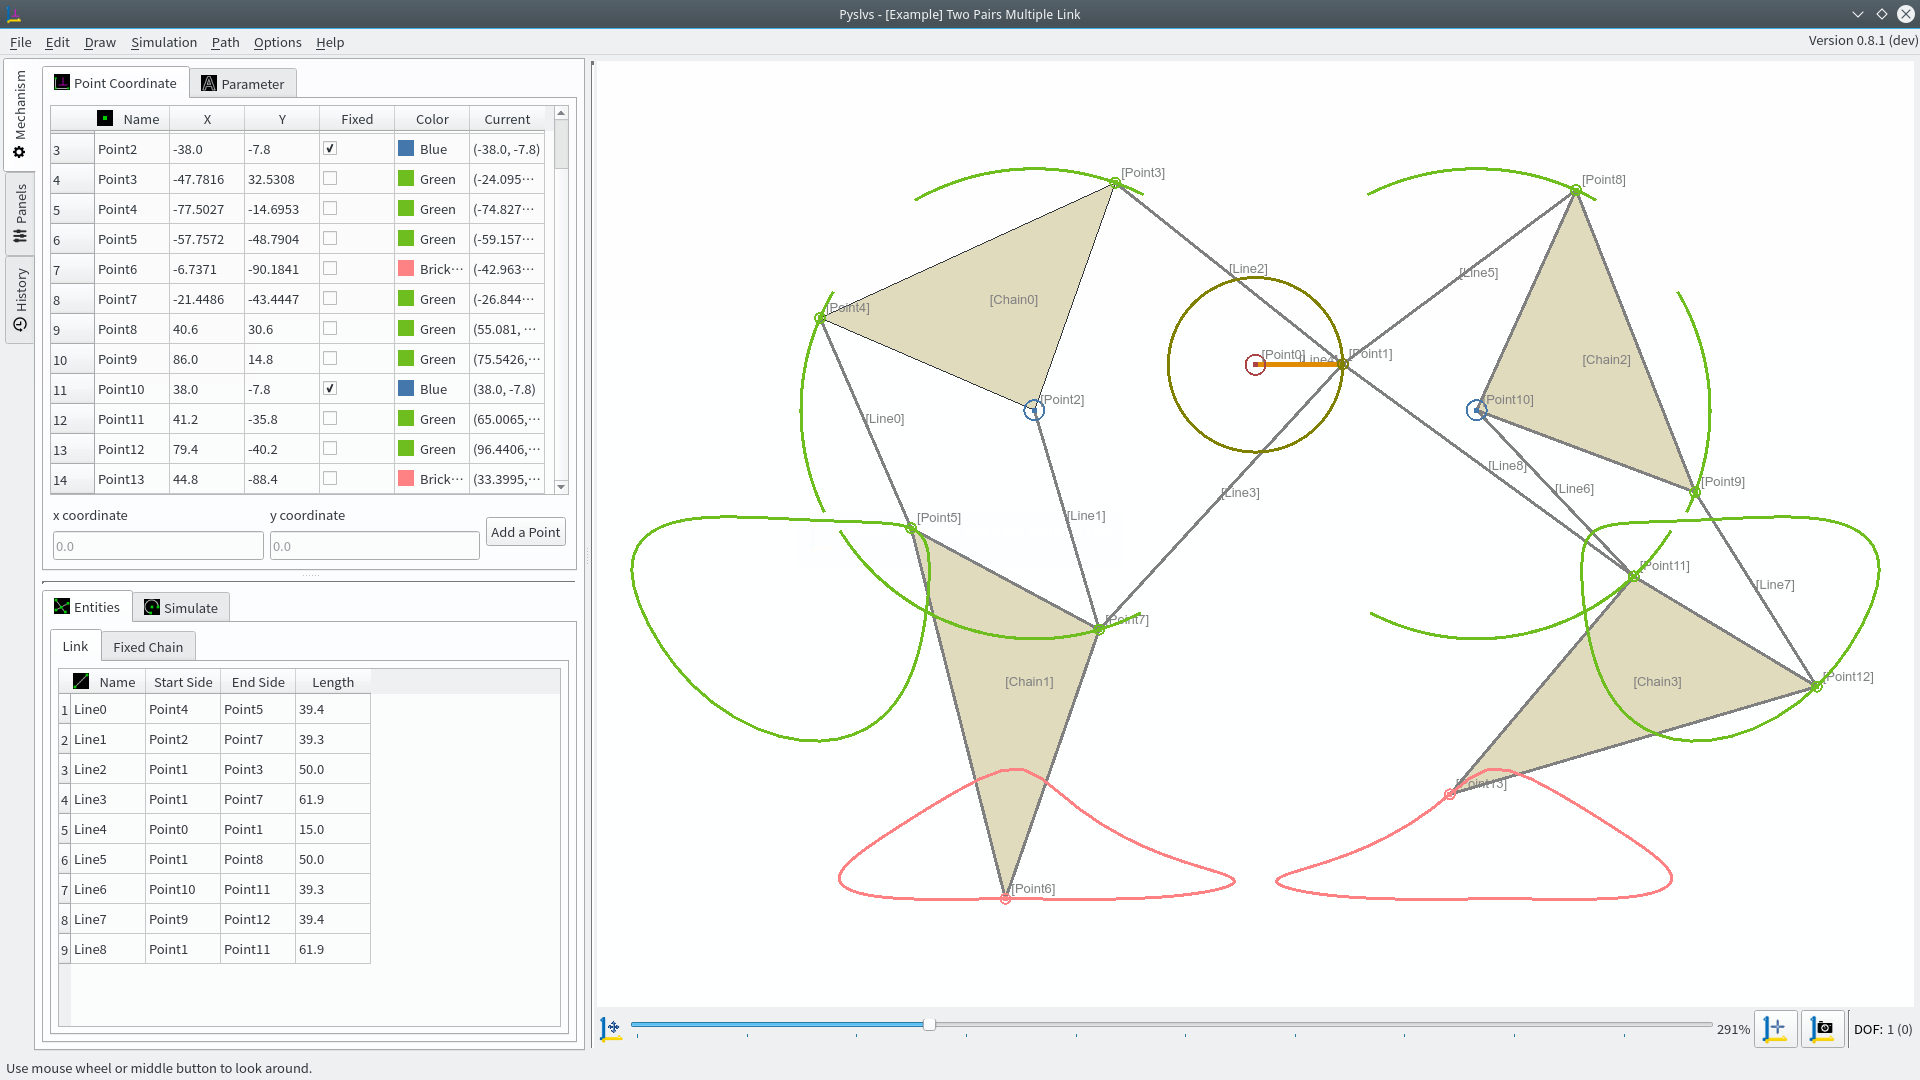 Pyslvs - [Example] Two Pairs Multiple Link
File Edit Draw Simulation Path Options Help
Version 0.8.1 (dev)
Mechanism
Panels
History
Point Coordinate Parameter
Name X Y Fixed Color Current
3 Point2 -38.0 -7.8 Blue (-38.0, -7.8)
4 Point3 -47.7816 32.5308 Green (-24.095···
5 Point4 -77.5027 -14.6953 Green (-74.827···
6 Point5 -57.7572 -48.7904 Green (-59.157···
7 Point6 -6.7371 -90.1841 Brick··· (-42.963···
8 Point7 -21.4486 -43.4447 Green (-26.844···
9 Point8 40.6 30.6 Green (55.081, ···
10 Point9 86.0 14.8 Green (75.5426,···
11 Point10 38.0 -7.8 Blue (38.0, -7.8)
12 Point11 41.2 -35.8 Green (65.0065,···
13 Point12 79.4 -40.2 Green (96.4406,···
14 Point13 44.8 -88.4 Brick··· (33.3995,···
x coordinate y coordinate
0.0 0.0 Add a Point
Entities Simulate
Link Fixed Chain
Name Start Side End Side Length
1 Line0 Point4 Point5 39.4
2 Line1 Point2 Point7 39.3
3 Line2 Point1 Point3 50.0
4 Line3 Point1 Point7 61.9
5 Line4 Point0 Point1 15.0
6 Line5 Point1 Point8 50.0
7 Line6 Point10 Point11 39.3
8 Line7 Point9 Point12 39.4
9 Line8 Point1 Point11 61.9
[Point3]
[Point8]
[Line2]
[Line5]
[Chain0]
[Point4]
[Point0]
[Line4]
[Point1]
[Chain2]
[Point2]
[Point10]
[Line0]
[Line8]
[Point9]
[Line6]
[Line3]
[Point5]
[Line1]
[Point11]
[Line7]
[Point7]
[Point12]
[Chain1]
[Chain3]
[Point13]
[Point6]
291%
DOF: 1 (0)
Use mouse wheel or middle button to look around.